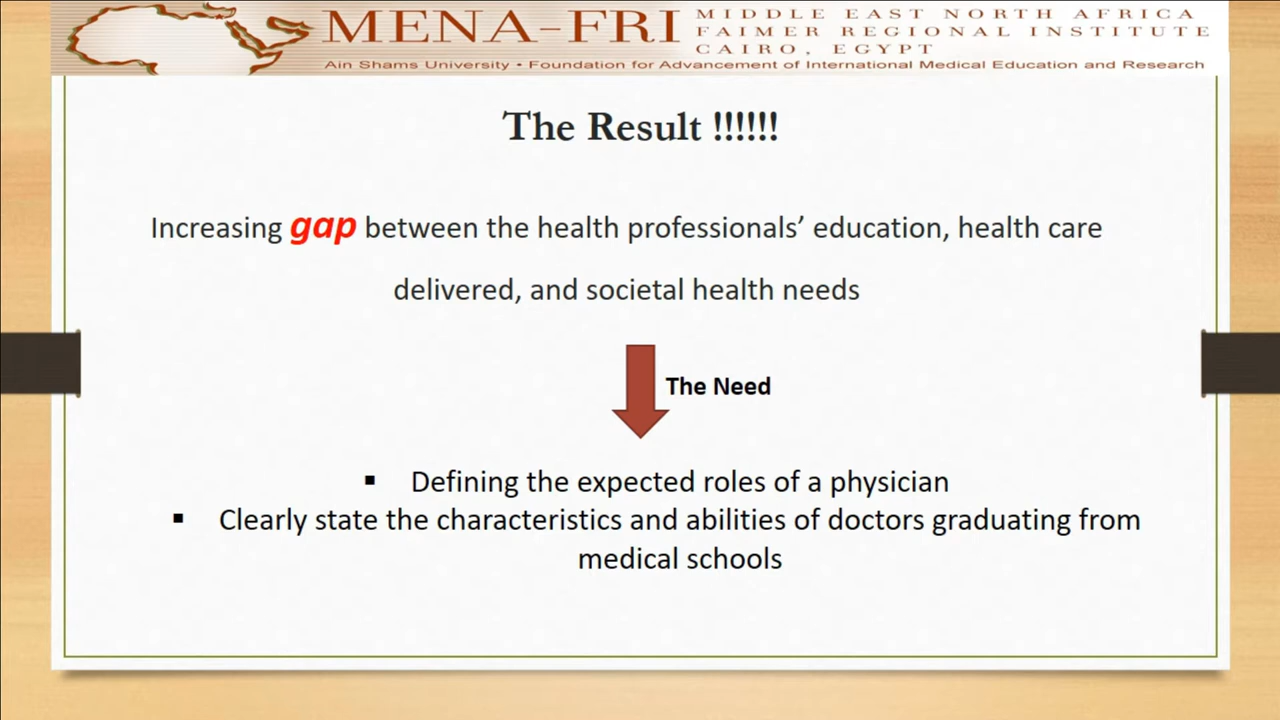 MENA-FRI
MIDDLE EAST NORTH AFRICA
FAIMER REGIONAL INSTITUTE
CAIRO, EGYPT
Ain Shams University • Foundation for Advancement of International Medical Education and Research
The Result !!!!!!
Increasing gap between the health professionals’ education, health care
delivered, and societal health needs
The Need
▪ Defining the expected roles of a physician
▪ Clearly state the characteristics and abilities of doctors graduating from
medical schools